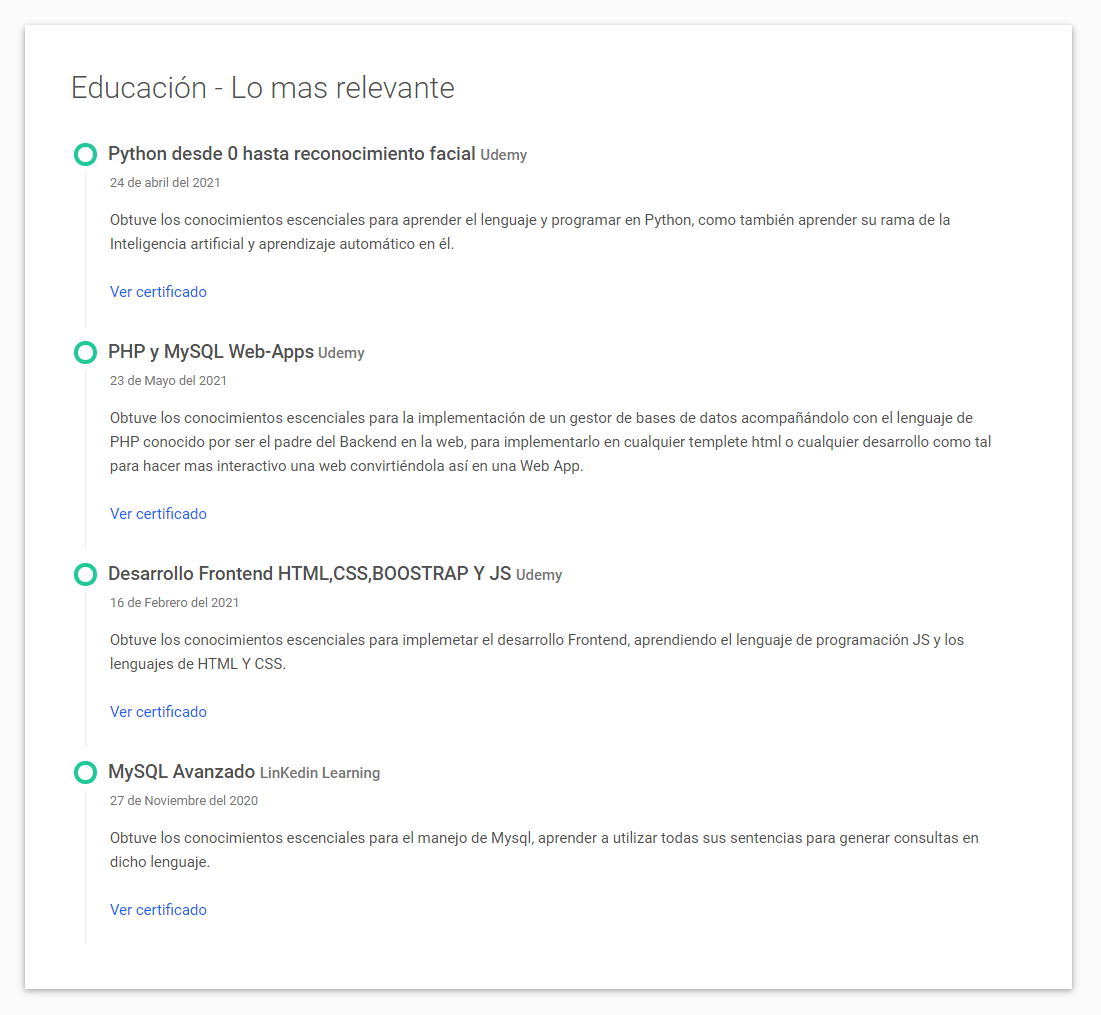 Educación - Lo mas relevante
Python desde 0 hasta reconocimiento facial Udemy
24 de abril del 2021
Obtuve los conocimientos escenciales para aprender el lenguaje y programar en Python, como también aprender su rama de la
Inteligencia artificial y aprendizaje automático en él.
Ver certificado
PHP y MySQL Web-Apps Udemy
23 de Mayo del 2021
Obtuve los conocimientos escenciales para la implementación de un gestor de bases de datos acompañándolo con el lenguaje de
PHP conocido por ser el padre del Backend en la web, para implementarlo en cualquier templete html o cualquier desarrollo como tal
para hacer mas interactivo una web convirtiéndola así en una Web App.
Ver certificado
Desarrollo Frontend HTML,CSS,BOOSTRAP Y JS Udemy
16 de Febrero del 2021
Obtuve los conocimientos escenciales para implemetar el desarrollo Frontend, aprendiendo el lenguaje de programación JS y los
lenguajes de HTML Y CSS.
Ver certificado
MySQL Avanzado LinKedin Learning
27 de Noviembre del 2020
Obtuve los conocimientos escenciales para el manejo de Mysql, aprender a utilizar todas sus sentencias para generar consultas en
dicho lenguaje.
Ver certificado